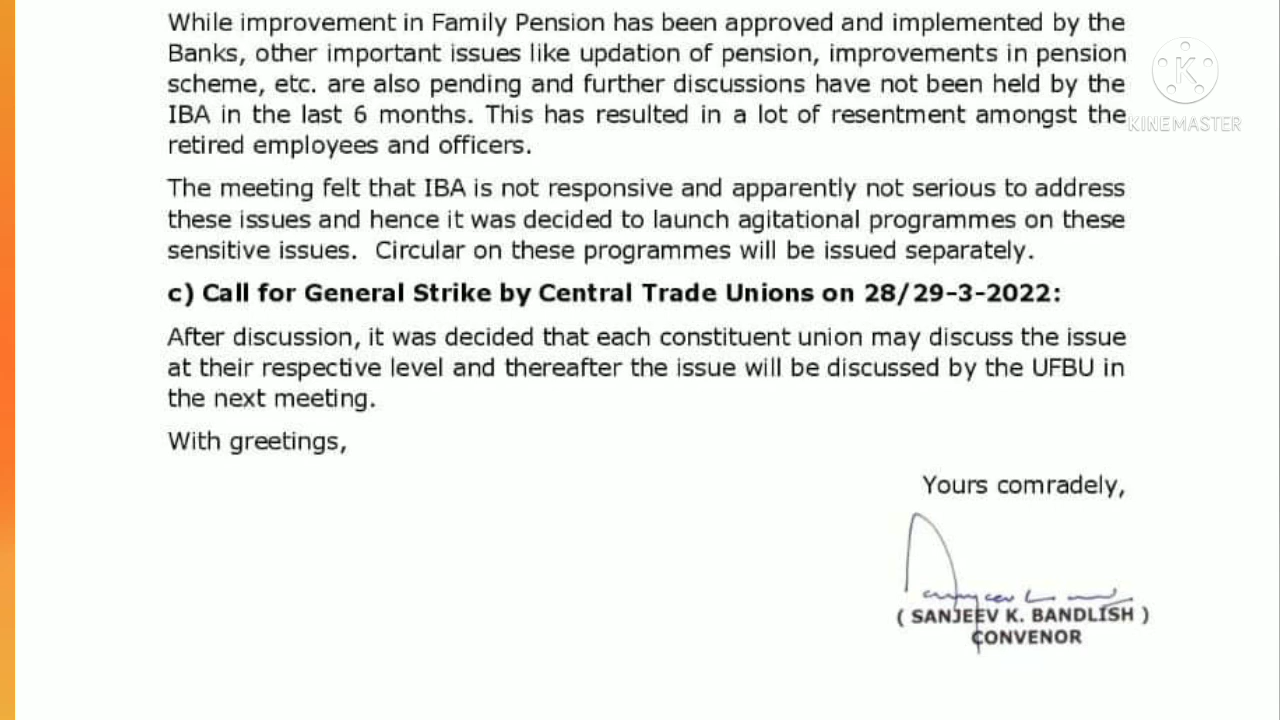 While improvement in Family Pension has been approved and implemented by the
Banks, other important issues like updation of pension, improvements in pension
scheme, etc. are also pending and further discussions have not been held by the
IBA in the last 6 months. This has resulted in a lot of resentment amongst the
retired employees and officers.
K
KINEMASTER
The meeting felt that IBA is not responsive and apparently not serious to address
these issues and hence it was decided to launch agitational programmes on these
sensitive issues. Circular on these programmes will be issued separately.
c) Call for General Strike by Central Trade Unions on 28/29-3-2022:
After discussion, it was decided that each constituent union may discuss the issue
at their respective level and thereafter the issue will be discussed by the UFBU in
the next meeting.
With greetings,
Yours comradely,
( SANJEEV K. BANDLISH )
CONVENOR